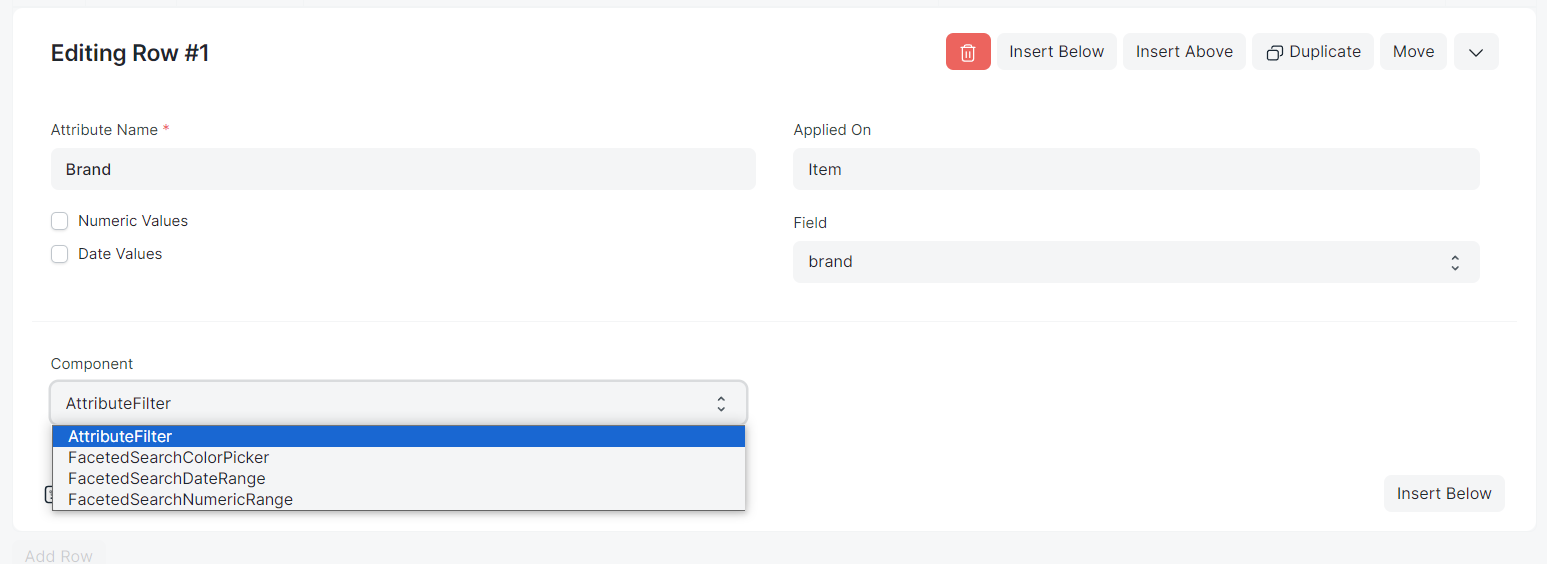 Editing Row #1
Insert Below
Insert Above
Duplicate
Move
Attribute Name *
Applied On
Brand
Item
Numeric Values
Field
Date Values
brand
Component
AttributeFilter
AttributeFilter
FacetedSearchColorPicker
FacetedSearchDateRange
FacetedSearchNumericRange
Insert Below
Add Row